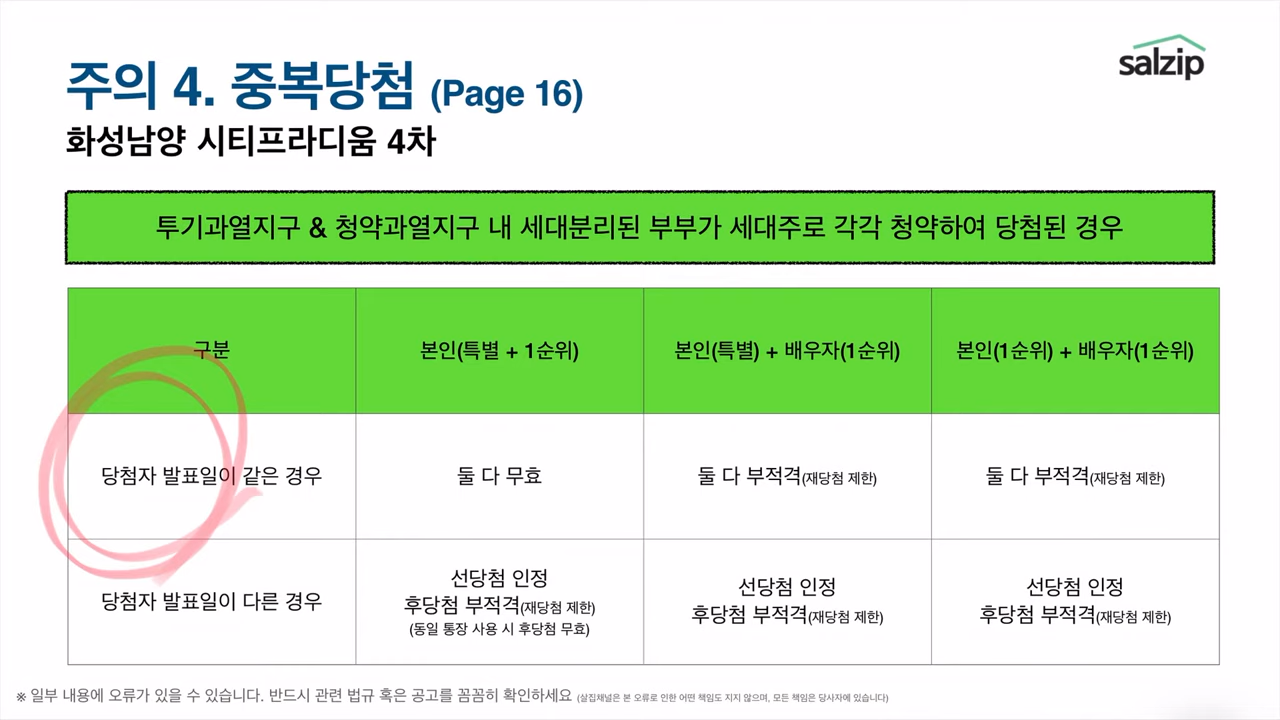 salzip
주의 4. 중복당첨 (Page 16)
화성남양 시티프라디움 4차
투기과열지구 & 청약과열지구 내 세대분리된 부부가 세대주로 각각 청약하여 당첨된 경우
구분
본인(특별 + 1순위)
본인(특별) + 배우자(1순위)
본인(1순위) + 배우자(1순위)
당첨자 발표일이 같은 경우
둘 다 무효
둘 다 부적격(재당첨 제한)
둘 다 부적격(재당첨 제한)
당첨자 발표일이 다른 경우
선당첨 인정
후당첨 부적격(재당첨 제한)
(동일 통장 사용 시 후당첨 무효)
선당첨 인정
후당첨 부적격(재당첨 제한)
선당첨 인정
후당첨 부적격(재당첨 제한)
※ 일부 내용에 오류가 있을 수 있습니다. 반드시 관련 법규 혹은 공고를 꼼꼼히 확인하세요 (살집채널은 본 오류로 인한 어떤 책임도 지지 않으며, 모든 책임은 당사자에 있습니다)